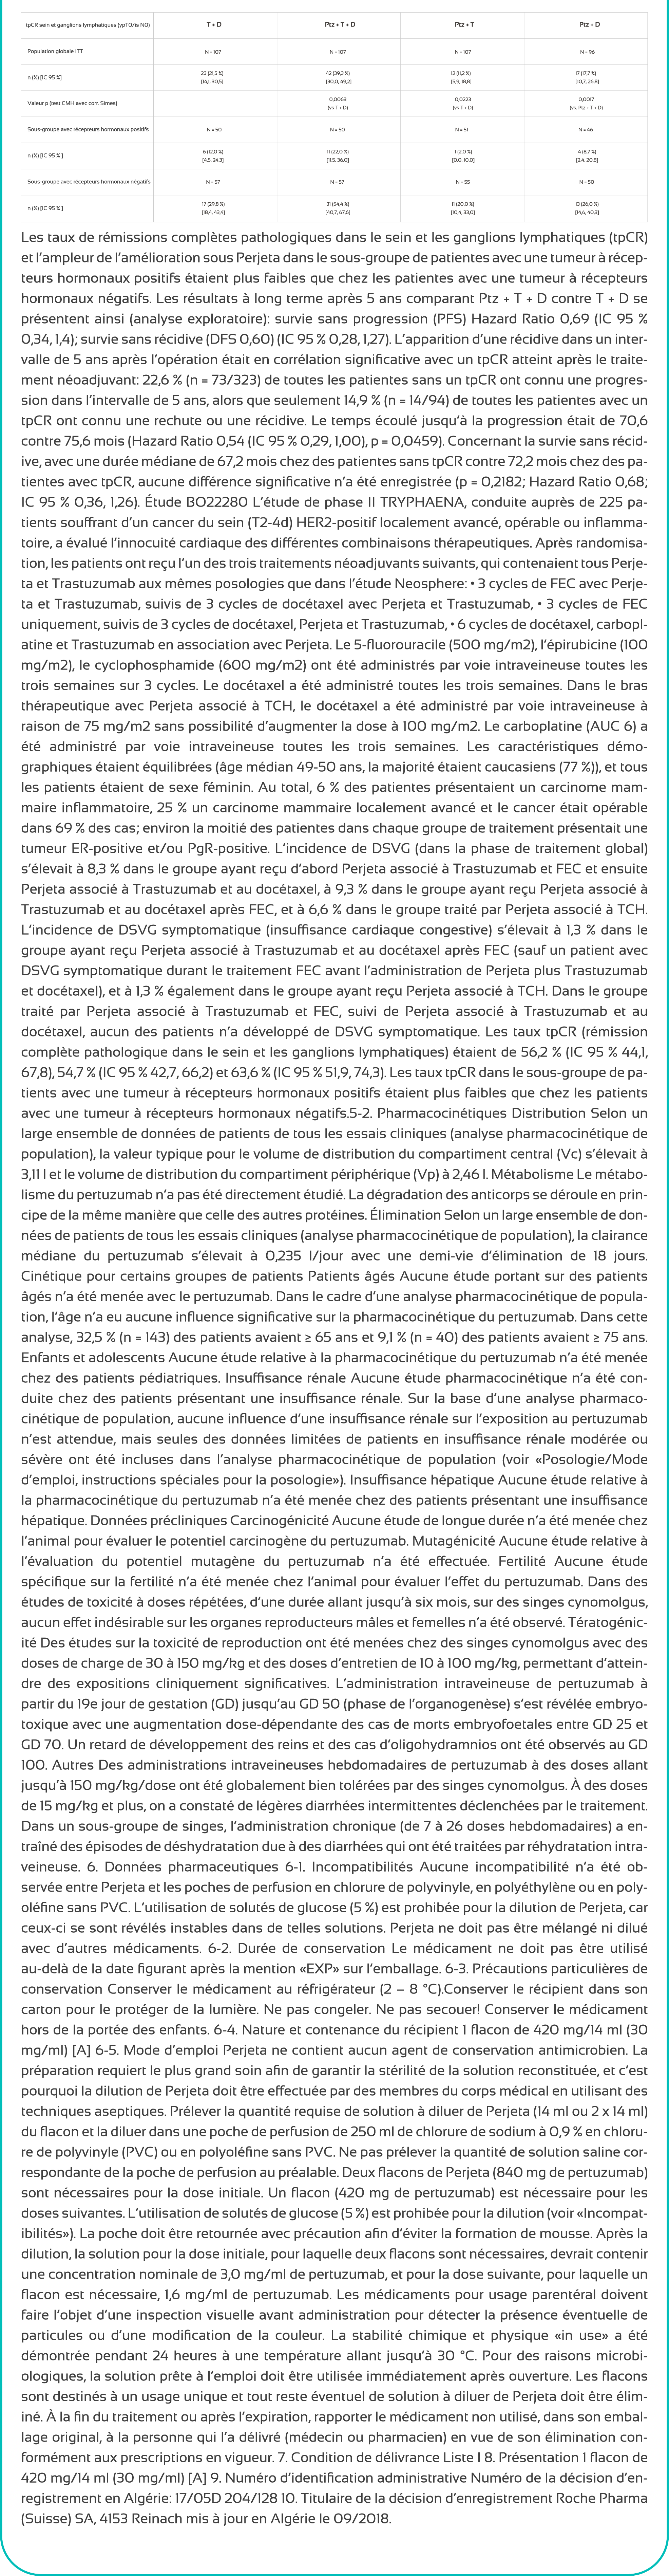 tpCR sein et ganglions lymphatiques (ypT0/is N0) T + D Ptz + T + D Ptz + T Ptz + D
Population globale ITT N = 107 N = 107 N = 107 N = 96
n (%) [IC 95 %] 23 (21,5 %) 42 (39,3 %) 12 (11,2 %) 17 (17,7 %)
[14,1, 30,5] [30,0, 49,2] [5,9, 18,8] [10,7, 26,8]
Valeur p (test CMH avec corr. Simes) 0,0063 0,0223 0,0017
(vs T + D) (vs T + D) (vs. Ptz + T + D)
Sous-groupe avec récepteurs hormonaux positifs N = 50 N = 50 N = 51 N = 46
n (%) [IC 95 % ] 6 (12,0 %) 11 (22,0 %) 1 (2,0 %) 4 (8,7 %)
[4,5, 24,3] [11,5, 36,0] [0,0, 10,0] [2,4, 20,8]
Sous-groupe avec récepteurs hormonaux négatifs N = 57 N = 57 N = 55 N = 50
n (%) [IC 95 % ] 17 (29,8 %) 31 (54,4 %) 11 (20,0 %) 13 (26,0 %)
[18,4, 43,4] [40,7, 67,6] [10,4, 33,0] [14,6, 40,3]
Les taux de rémissions complètes pathologiques dans le sein et les ganglions lymphatiques (tpCR)
et l'ampleur de l'amélioration sous Perjeta dans le sous-groupe de patientes avec une tumeur à récep-
teurs hormonaux positifs étaient plus faibles que chez les patientes avec une tumeur à récepteurs
hormonaux négatifs. Les résultats à long terme après 5 ans comparant Ptz + T + D contre T + D se
présentent ainsi (analyse exploratoire): survie sans progression (PFS) Hazard Ratio 0,69 (IC 95 %
0,34, 1,4); survie sans récidive (DFS 0,60) (IC 95 % 0,28, 1,27). L'apparition d'une récidive dans un inter-
valle de 5 ans après l'opération était en corrélation significative avec un tpCR atteint après le traite-
ment néoadjuvant: 22,6 % (n = 73/323) de toutes les patientes sans un tpCR ont connu une progres-
sion dans l'intervalle de 5 ans, alors que seulement 14,9 % (n = 14/94) de toutes les patientes avec un
tpCR ont connu une rechute ou une récidive. Le temps écoulé jusqu'à la progression était de 70,6
contre 75,6 mois (Hazard Ratio 0,54 (IC 95 % 0,29, 1,00), p = 0,0459). Concernant la survie sans récid-
ive, avec une durée médiane de 67,2 mois chez des patientes sans tpCR contre 72,2 mois chez des pa-
tientes avec tpCR, aucune différence significative n'a été enregistrée (p = 0,2182; Hazard Ratio 0,68;
IC 95 % 0,36, 1,26). Étude BO22280 L'étude de phase II TRYPHAENA, conduite auprès de 225 pa-
tients souffrant d'un cancer du sein (T2-4d) HER2-positif localement avancé, opérable ou inflamma-
toire, a évalué l'innocuité cardiaque des différentes combinaisons thérapeutiques. Après randomisa-
tion, les patients ont reçu l'un des trois traitements néoadjuvants suivants, qui contenaient tous Perje-
ta et Trastuzumab aux mêmes posologies que dans l'étude Neosphere: • 3 cycles de FEC avec Perje-
ta et Trastuzumab, suivis de 3 cycles de docétaxel avec Perjeta et Trastuzumab, • 3 cycles de FEC
uniquement, suivis de 3 cycles de docétaxel, Perjeta et Trastuzumab, • 6 cycles de docétaxel, carbopl-
atine et Trastuzumab en association avec Perjeta. Le 5-fluorouracile (500 mg/m2), l'épirubicine (100
mg/m2), le cyclophosphamide (600 mg/m2) ont été administrés par voie intraveineuse toutes les
trois semaines sur 3 cycles. Le docétaxel a été administré toutes les trois semaines. Dans le bras
thérapeutique avec Perjeta associé à TCH, le docétaxel a été administré par voie intraveineuse à
raison de 75 mg/m2 sans possibilité d'augmenter la dose à 100 mg/m2. Le carboplatine (AUC 6) a
été administré par voie intraveineuse toutes les trois semaines. Les caractéristiques démo-
graphiques étaient équilibrées (âge médian 49-50 ans, la majorité étaient caucasiens (77 %)), et tous
les patients étaient de sexe féminin. Au total, 6 % des patientes présentaient un carcinome mam-
maire inflammatoire, 25 % un carcinome mammaire localement avancé et le cancer était opérable
dans 69 % des cas; environ la moitié des patientes dans chaque groupe de traitement présentait une
tumeur ER-positive et/ou PgR-positive. L'incidence de DSVG (dans la phase de traitement global)
s'élevait à 8,3 % dans le groupe ayant reçu d'abord Perjeta associé à Trastuzumab et FEC et ensuite
Perjeta associé à Trastuzumab et au docétaxel, à 9,3 % dans le groupe ayant reçu Perjeta associé à
Trastuzumab et au docétaxel après FEC, et à 6,6 % dans le groupe traité par Perjeta associé à TCH.
L'incidence de DSVG symptomatique (insuffisance cardiaque congestive) s'élevait à 1,3 % dans le
groupe ayant reçu Perjeta associé à Trastuzumab et au docétaxel après FEC (sauf un patient avec
DSVG symptomatique durant le traitement FEC avant l'administration de Perjeta plus Trastuzumab
et docétaxel), et à 1,3 % également dans le groupe ayant reçu Perjeta associé à TCH. Dans le groupe
traité par Perjeta associé à Trastuzumab et FEC, suivi de Perjeta associé à Trastuzumab et au
docétaxel, aucun des patients n'a développé de DSVG symptomatique. Les taux tpCR (rémission
complète pathologique dans le sein et les ganglions lymphatiques) étaient de 56,2 % (IC 95 % 44,1,
67,8), 54,7 % (IC 95 % 42,7, 66,2) et 63,6 % (IC 95 % 51,9, 74,3). Les taux tpCR dans le sous-groupe de pa-
tients avec une tumeur à récepteurs hormonaux positifs étaient plus faibles que chez les patients
avec une tumeur à récepteurs hormonaux négatifs.5-2. Pharmacocinétiques Distribution Selon un
large ensemble de données de patients de tous les essais cliniques (analyse pharmacocinétique de
population), la valeur typique pour le volume de distribution du compartiment central (Vc) s'élevait à
3,11 l et le volume de distribution du compartiment périphérique (Vp) à 2,46 l. Métabolisme Le métabo-
lisme du pertuzumab n'a pas été directement étudié. La dégradation des anticorps se déroule en prin-
cipe de la même manière que celle des autres protéines. Élimination Selon un large ensemble de don-
nées de patients de tous les essais cliniques (analyse pharmacocinétique de population), la clairance
médiane du pertuzumab s'élevait à 0,235 l/jour avec une demi-vie d'élimination de 18 jours.
Cinétique pour certains groupes de patients Patients âgés Aucune étude portant sur des patients
âgés n'a été menée avec le pertuzumab. Dans le cadre d'une analyse pharmacocinétique de popula-
tion, l'âge n'a eu aucune influence significative sur la pharmacocinétique du pertuzumab. Dans cette
analyse, 32,5 % (n = 143) des patients avaient ≥ 65 ans et 9,1 % (n = 40) des patients avaient ≥ 75 ans.
Enfants et adolescents Aucune étude relative à la pharmacocinétique du pertuzumab n'a été menée
chez des patients pédiatriques. Insuffisance rénale Aucune étude pharmacocinétique n'a été con-
duite chez des patients présentant une insuffisance rénale. Sur la base d'une analyse pharmaco-
cinétique de population, aucune influence d'une insuffisance rénale sur l'exposition au pertuzumab
n'est attendue, mais seules des données limitées de patients en insuffisance rénale modérée ou
sévère ont été incluses dans l'analyse pharmacocinétique de population (voir «Posologie/Mode
d'emploi, instructions spéciales pour la posologie»). Insuffisance hépatique Aucune étude relative à
la pharmacocinétique du pertuzumab n'a été menée chez des patients présentant une insuffisance
hépatique. Données précliniques Carcinogénicité Aucune étude de longue durée n'a été menée chez
l'animal pour évaluer le potentiel carcinogène du pertuzumab. Mutagénicité Aucune étude relative à
l'évaluation du potentiel mutagène du pertuzumab n'a été effectuée. Fertilité Aucune étude
spécifique sur la fertilité n'a été menée chez l'animal pour évaluer l'effet du pertuzumab. Dans des
études de toxicité à doses répétées, d'une durée allant jusqu'à six mois, sur des singes cynomolgus,
aucun effet indésirable sur les organes reproducteurs mâles et femelles n'a été observé. Tératogénic-
ité Des études sur la toxicité de reproduction ont été menées chez des singes cynomolgus avec des
doses de charge de 30 à 150 mg/kg et des doses d'entretien de 10 à 100 mg/kg, permettant d'attein-
dre des expositions cliniquement significatives. L'administration intraveineuse de pertuzumab à
partir du 19e jour de gestation (GD) jusqu'au GD 50 (phase de l'organogenèse) s'est révélée embryo-
toxique avec une augmentation dose-dépendante des cas de morts embryofoetales entre GD 25 et
GD 70. Un retard de développement des reins et des cas d'oligohydramnios ont été observés au GD
100. Autres Des administrations intraveineuses hebdomadaires de pertuzumab à des doses allant
jusqu'à 150 mg/kg/dose ont été globalement bien tolérées par des singes cynomolgus. À des doses
de 15 mg/kg et plus, on a constaté de légères diarrhées intermittentes déclenchées par le traitement.
Dans un sous-groupe de singes, l'administration chronique (de 7 à 26 doses hebdomadaires) a en-
traîné des épisodes de déshydratation due à des diarrhées qui ont été traitées par réhydratation intra-
veineuse. 6. Données pharmaceutiques 6-1. Incompatibilités Aucune incompatibilité n'a été ob-
servée entre Perjeta et les poches de perfusion en chlorure de polyvinyle, en polyéthylène ou en poly-
oléfine sans PVC. L'utilisation de solutés de glucose (5 %) est prohibée pour la dilution de Perjeta, car
ceux-ci se sont révélés instables dans de telles solutions. Perjeta ne doit pas être mélangé ni dilué
avec d'autres médicaments. 6-2. Durée de conservation Le médicament ne doit pas être utilisé
au-delà de la date figurant après la mention «EXP» sur l'emballage. 6-3. Précautions particulières de
conservation Conserver le médicament au réfrigérateur (2 – 8 °C).Conserver le récipient dans son
carton pour le protéger de la lumière. Ne pas congeler. Ne pas secouer! Conserver le médicament
hors de la portée des enfants. 6-4. Nature et contenance du récipient 1 flacon de 420 mg/14 ml (30
mg/ml) [A] 6-5. Mode d'emploi Perjeta ne contient aucun agent de conservation antimicrobien. La
préparation requiert le plus grand soin afin de garantir la stérilité de la solution reconstituée, et c'est
pourquoi la dilution de Perjeta doit être effectuée par des membres du corps médical en utilisant des
techniques aseptiques. Prélever la quantité requise de solution à diluer de Perjeta (14 ml ou 2 x 14 ml)
du flacon et la diluer dans une poche de perfusion de 250 ml de chlorure de sodium à 0,9 % en chloru-
re de polyvinyle (PVC) ou en polyoléfine sans PVC. Ne pas prélever la quantité de solution saline cor-
respondante de la poche de perfusion au préalable. Deux flacons de Perjeta (840 mg de pertuzumab)
sont nécessaires pour la dose initiale. Un flacon (420 mg de pertuzumab) est nécessaire pour les
doses suivantes. L'utilisation de solutés de glucose (5 %) est prohibée pour la dilution (voir «Incompat-
ibilités»). La poche doit être retournée avec précaution afin d'éviter la formation de mousse. Après la
dilution, la solution pour la dose initiale, pour laquelle deux flacons sont nécessaires, devrait contenir
une concentration nominale de 3,0 mg/ml de pertuzumab, et pour la dose suivante, pour laquelle un
flacon est nécessaire, 1,6 mg/ml de pertuzumab. Les médicaments pour usage parentéral doivent
faire l'objet d'une inspection visuelle avant administration pour détecter la présence éventuelle de
particules ou d'une modification de la couleur. La stabilité chimique et physique «in use» a été
démontrée pendant 24 heures à une température allant jusqu'à 30 °C. Pour des raisons microbi-
ologiques, la solution prête à l'emploi doit être utilisée immédiatement après ouverture. Les flacons
sont destinés à un usage unique et tout reste éventuel de solution à diluer de Perjeta doit être élim-
iné. À la fin du traitement ou après l'expiration, rapporter le médicament non utilisé, dans son embal-
lage original, à la personne qui l'a délivré (médecin ou pharmacien) en vue de son élimination con-
formément aux prescriptions en vigueur. 7. Condition de délivrance Liste I 8. Présentation 1 flacon de
420 mg/14 ml (30 mg/ml) [A] 9. Numéro d'identification administrative Numéro de la décision d'en-
registrement en Algérie: 17/05D 204/128 10. Titulaire de la décision d'enregistrement Roche Pharma
(Suisse) SA, 4153 Reinach mis à jour en Algérie le 09/2018.